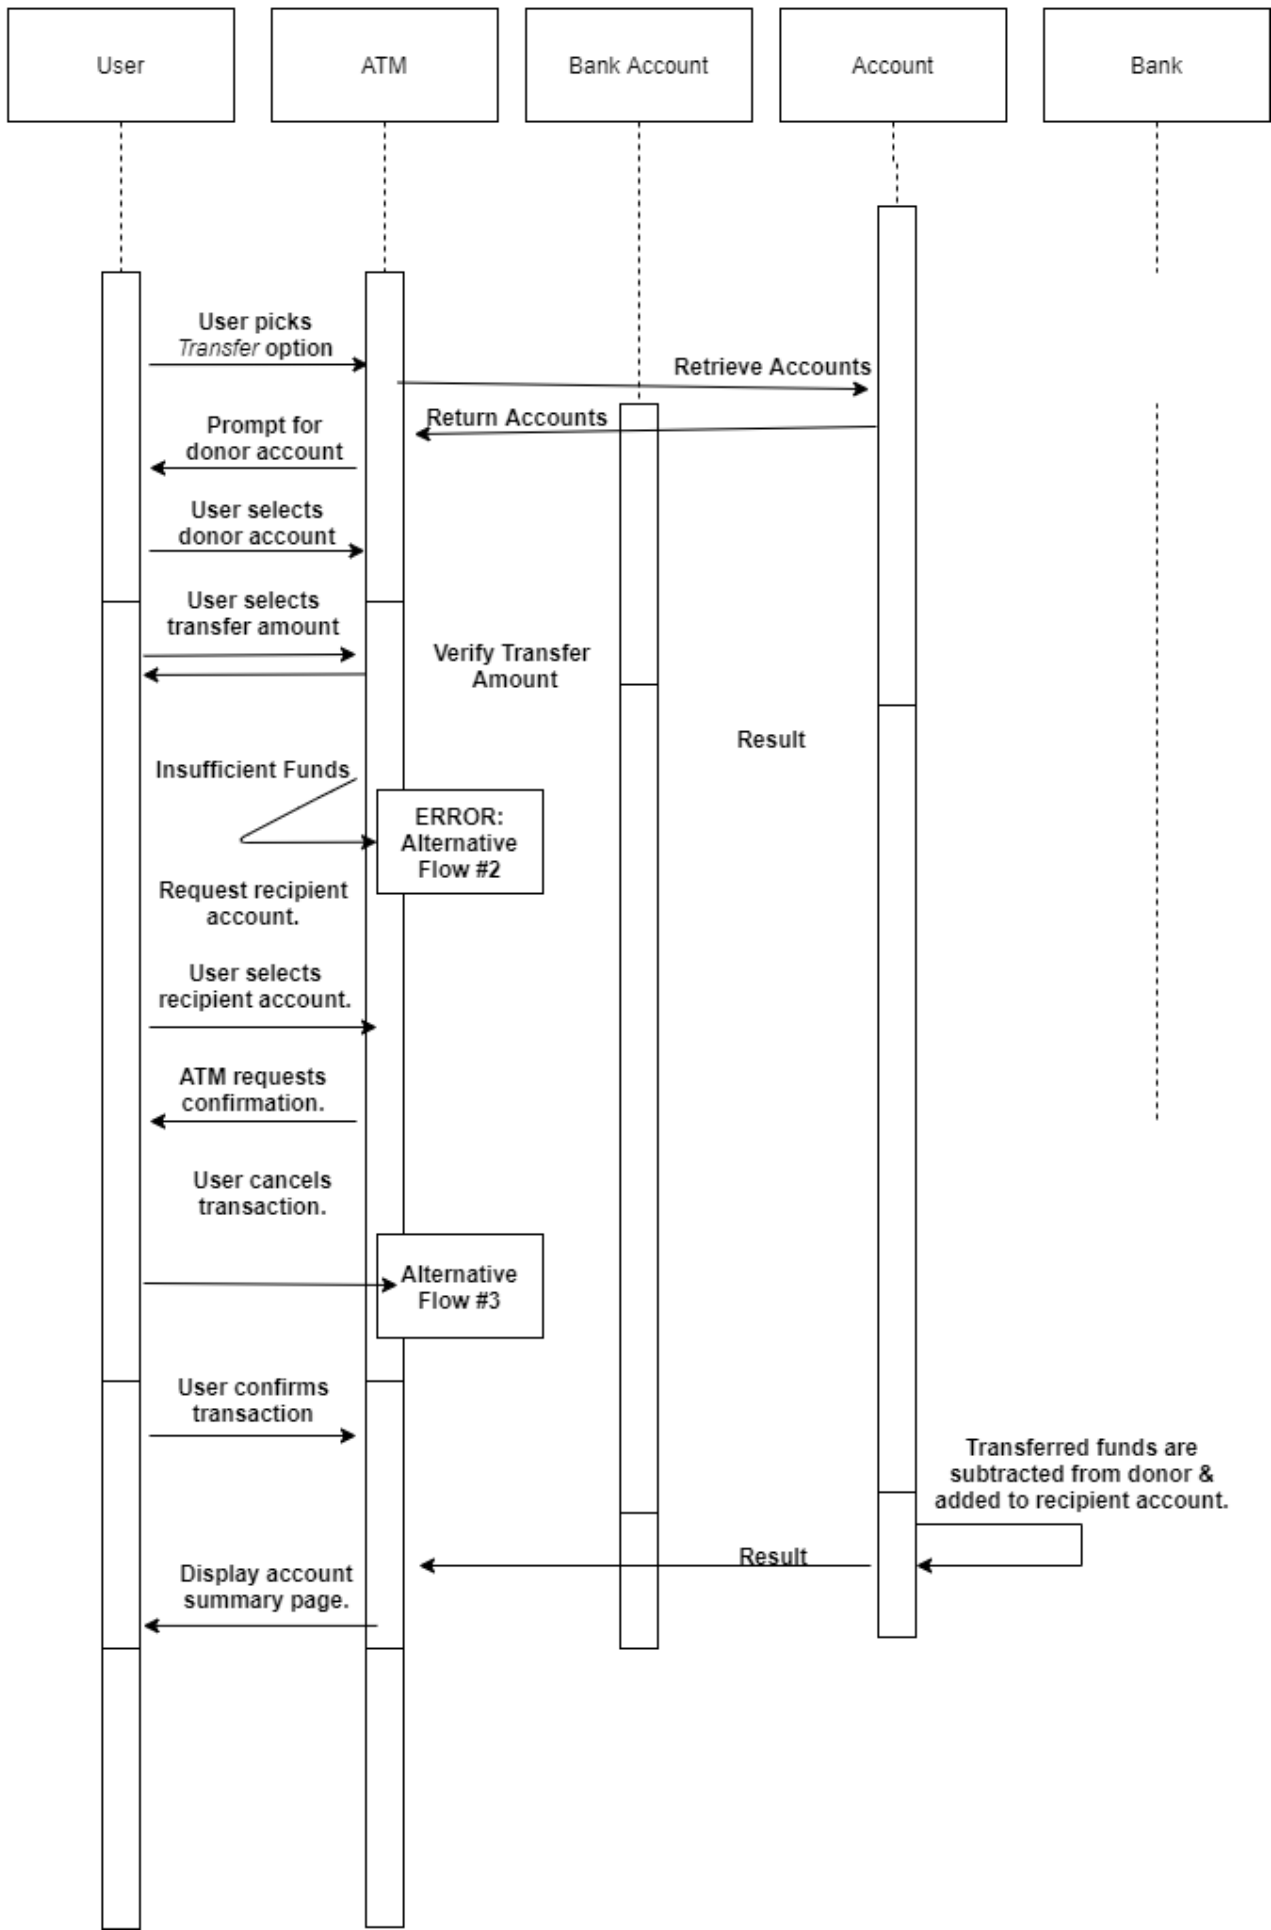 User
ATM
Bank Account
Account
Bank
User picks
Transfer option
Retrieve Accounts
Return Accounts
Prompt for
donor account
User selects
donor account
User selects
transfer amount
Verify Transfer
Amount
Result
Insufficient Funds
ERROR:
Alternative
Flow #2
Request recipient
account.
User selects
recipient account.
ATM requests
confirmation.
User cancels
transaction.
Alternative
Flow #3
User confirms
transaction
Transferred funds are
subtracted from donor &
added to recipient account.
Result
Display account
summary page.